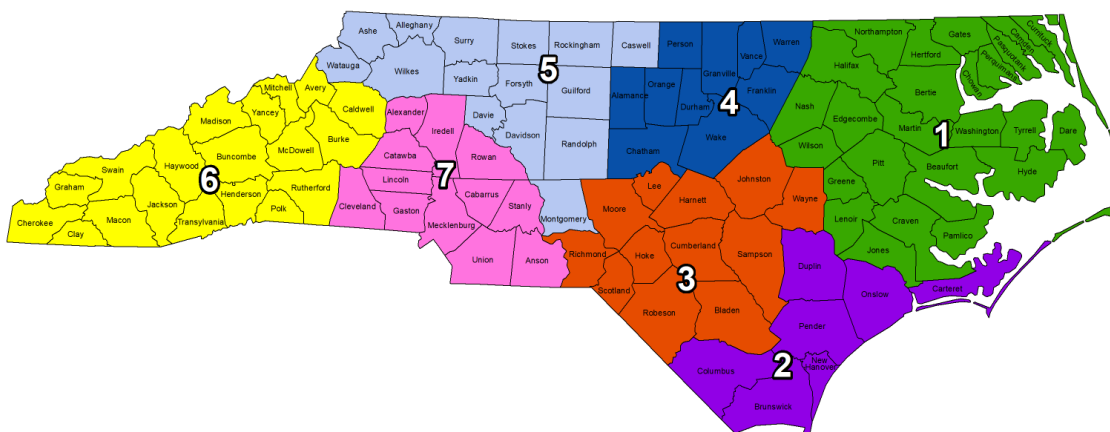 Ashe
Alleghany
Surry
Stokes
Rockingham
Caswell
Person
Vance
Warren
Northampton
Gates
Camden
Currituck
Pasquotank
Perquimans
Chowan
Hertford
Halifax
Bertie
Watauga
Wilkes
Yadkin
Forsyth
5
Guilford
Granville
Franklin
Alamance
Orange
Durham
4
Wake
Chatham
Nash
Edgecombe
Martin
1
Washington
Tyrrell
Dare
Wilson
Pitt
Beaufort
Hyde
Greene
Lenoir
Craven
Pamlico
Jones
Mitchell
Avery
Caldwell
Yancey
Madison
Burke
McDowell
Buncombe
Haywood
Swain
Graham
6
Henderson
Rutherford
Jackson
Transylvania
Polk
Macon
Cherokee
Clay
Alexander
Iredell
Davie
Davidson
Randolph
Rowan
Catawba
7
Lincoln
Cabarrus
Stanly
Cleveland
Gaston
Mecklenburg
Montgomery
Union
Anson
Lee
Johnston
Moore
Harnett
Wayne
Richmond
Hoke
Cumberland
Sampson
3
Scotland
Robeson
Bladen
Duplin
Onslow
Carteret
Pender
Columbus
2
New
Hanover
Brunswick